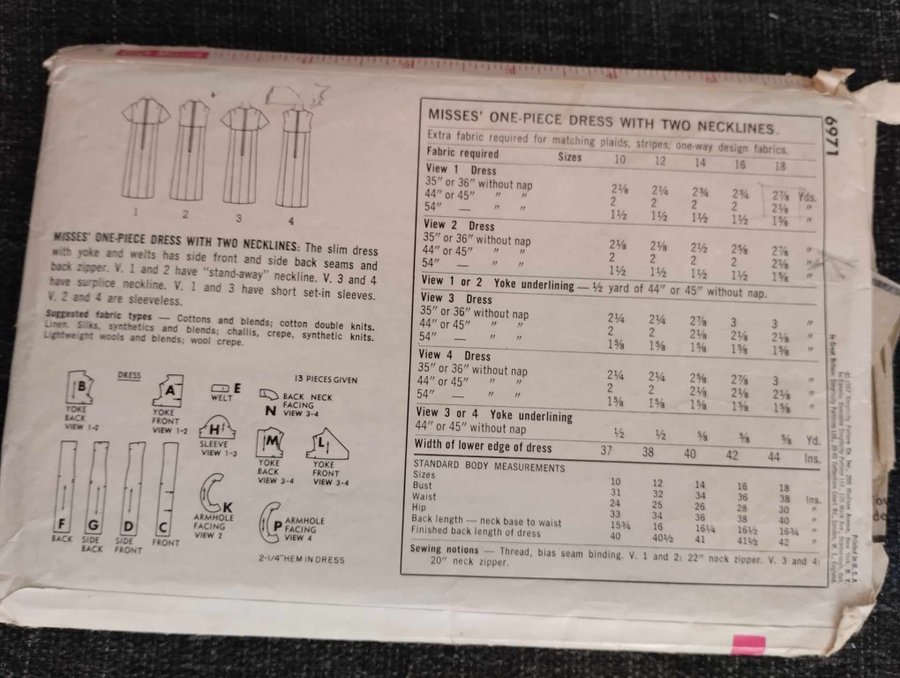 1
2
3
4
MISSES' ONE-PIECE DRESS WITH TWO NECKLINES: The slim dress
with yoke and welts has side front and side back seams and
back zipper. V. 1 and 2 have "stand-away" neckline. V. 3 and 4
have surplice neckline. V. 1 and 3 have short set-in sleeves.
V. 2 and 4 are sleeveless.
Suggested fabric types — Cottons and blends; cotton double knits.
Linen. Silks, synthetics and blends; challis, crepe, synthetic knits.
Lightweight wools and blends; wool crepe.
DRESS
13 PIECES GIVEN
B
YOKE
BACK
VIEW 1-2
A
YOKE
FRONT
VIEW 1-2
E
WELT
BACK NECK
FACING
N VIEW 3-4
H
SLEEVE
VIEW 1-3
M
YOKE
BACK
VIEW 3-4
L
YOKE
FRONT
VIEW 3-4
F
BACK
G
SIDE
BACK
D
SIDE
FRONT
C
FRONT
K
ARMHOLE
FACING
VIEW 2
P
ARMHOLE
FACING
VIEW 4
2-1/4" HEM IN DRESS
6971
MISSES' ONE-PIECE DRESS WITH TWO NECKLINES.
Extra fabric required for matching plaids, stripes, one-way design fabrics.
Fabric required Sizes 10 12 14 16 18
View 1 Dress
35" or 36" without nap 2⅛ 2¼ 2¾ 2¾ 2⅞ Yds.
44" or 45" " " 2 2 2 2 2⅛ "
54" — " " 1½ 1½ 1½ 1½ 1⅝ "
View 2 Dress
35" or 36" without nap 2⅛ 2⅛ 2½ 2⅝ 2⅞ "
44" or 45" " " 2 2 2 2 2⅛ "
54" — " " 1½ 1½ 1½ 1½ 1⅝ "
View 1 or 2 Yoke underlining — ½ yard of 44" or 45" without nap.
View 3 Dress
35" or 36" without nap 2¼ 2¼ 2⅞ 3 3 "
44" or 45" " " 2 2 2⅛ 2⅛ 2⅛ "
54" — " " 1⅝ 1⅝ 1⅝ 1⅝ 1⅝ "
View 4 Dress
35" or 36" without nap 2¼ 2¼ 2⅝ 2⅞ 3 "
44" or 45" " " 2 2 2⅛ 2⅛ 2⅛ "
54" — " " 1⅝ 1⅝ 1⅝ 1⅝ 1⅝ "
View 3 or 4 Yoke underlining
44" or 45" without nap ½ ½ ⅝ ⅝ ⅝ Yd.
Width of lower edge of dress 37 38 40 42 44 Ins.
STANDARD BODY MEASUREMENTS
Sizes 10 12 14 16 18
Bust 31 32 34 36 38 Ins.
Waist 24 25 26 28 30 "
Hip 33 34 36 38 40 "
Back length — neck base to waist 15¾ 16 16¼ 16½ 16¾ "
Finished back length of dress 40 40½ 41 41½ 42 "
Sewing notions — Thread, bias seam binding. V. 1 and 2: 22" neck zipper. V. 3 and 4:
20" neck zipper.
Printed in U.S.A.